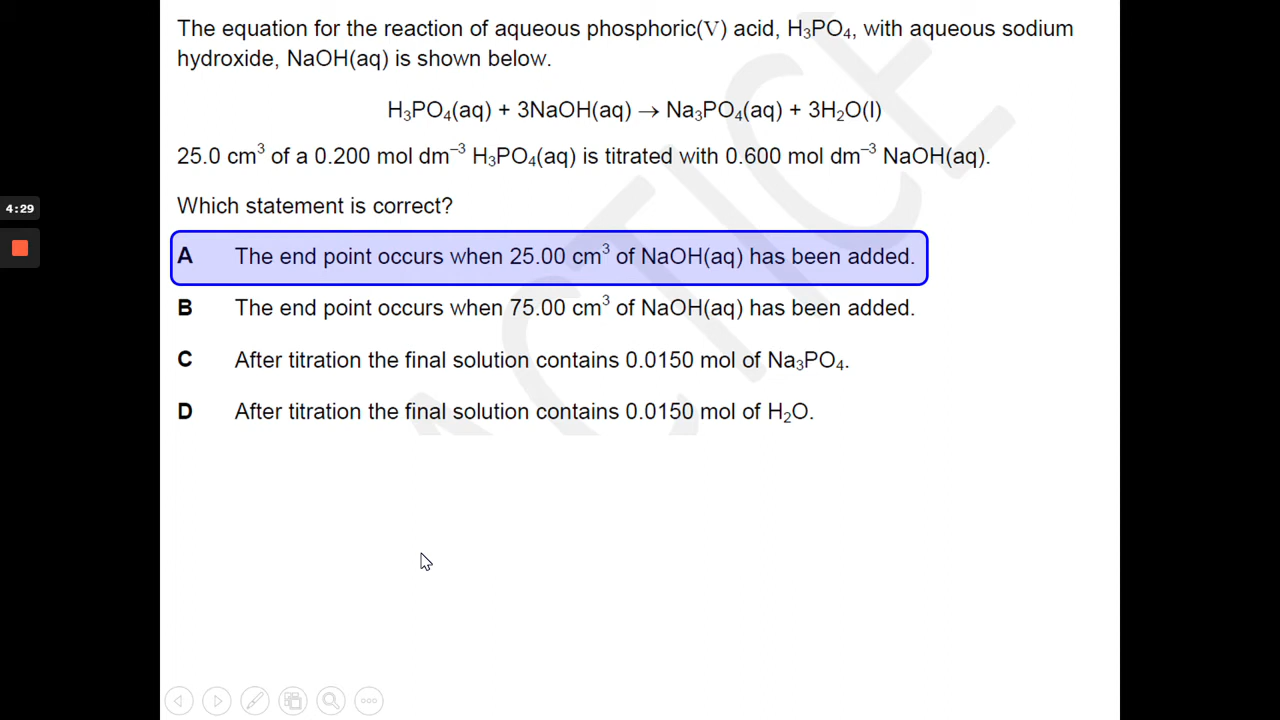 The equation for the reaction of aqueous phosphoric(V) acid, H₃PO₄, with aqueous sodium
hydroxide, NaOH(aq) is shown below.
H₃PO₄(aq) + 3NaOH(aq) → Na₃PO₄(aq) + 3H₂O(l)
25.0 cm³ of a 0.200 mol dm⁻³ H₃PO₄(aq) is titrated with 0.600 mol dm⁻³ NaOH(aq).
Which statement is correct?
4:29
A The end point occurs when 25.00 cm³ of NaOH(aq) has been added.
B The end point occurs when 75.00 cm³ of NaOH(aq) has been added.
C After titration the final solution contains 0.0150 mol of Na₃PO₄.
D After titration the final solution contains 0.0150 mol of H₂O.
ACTICE